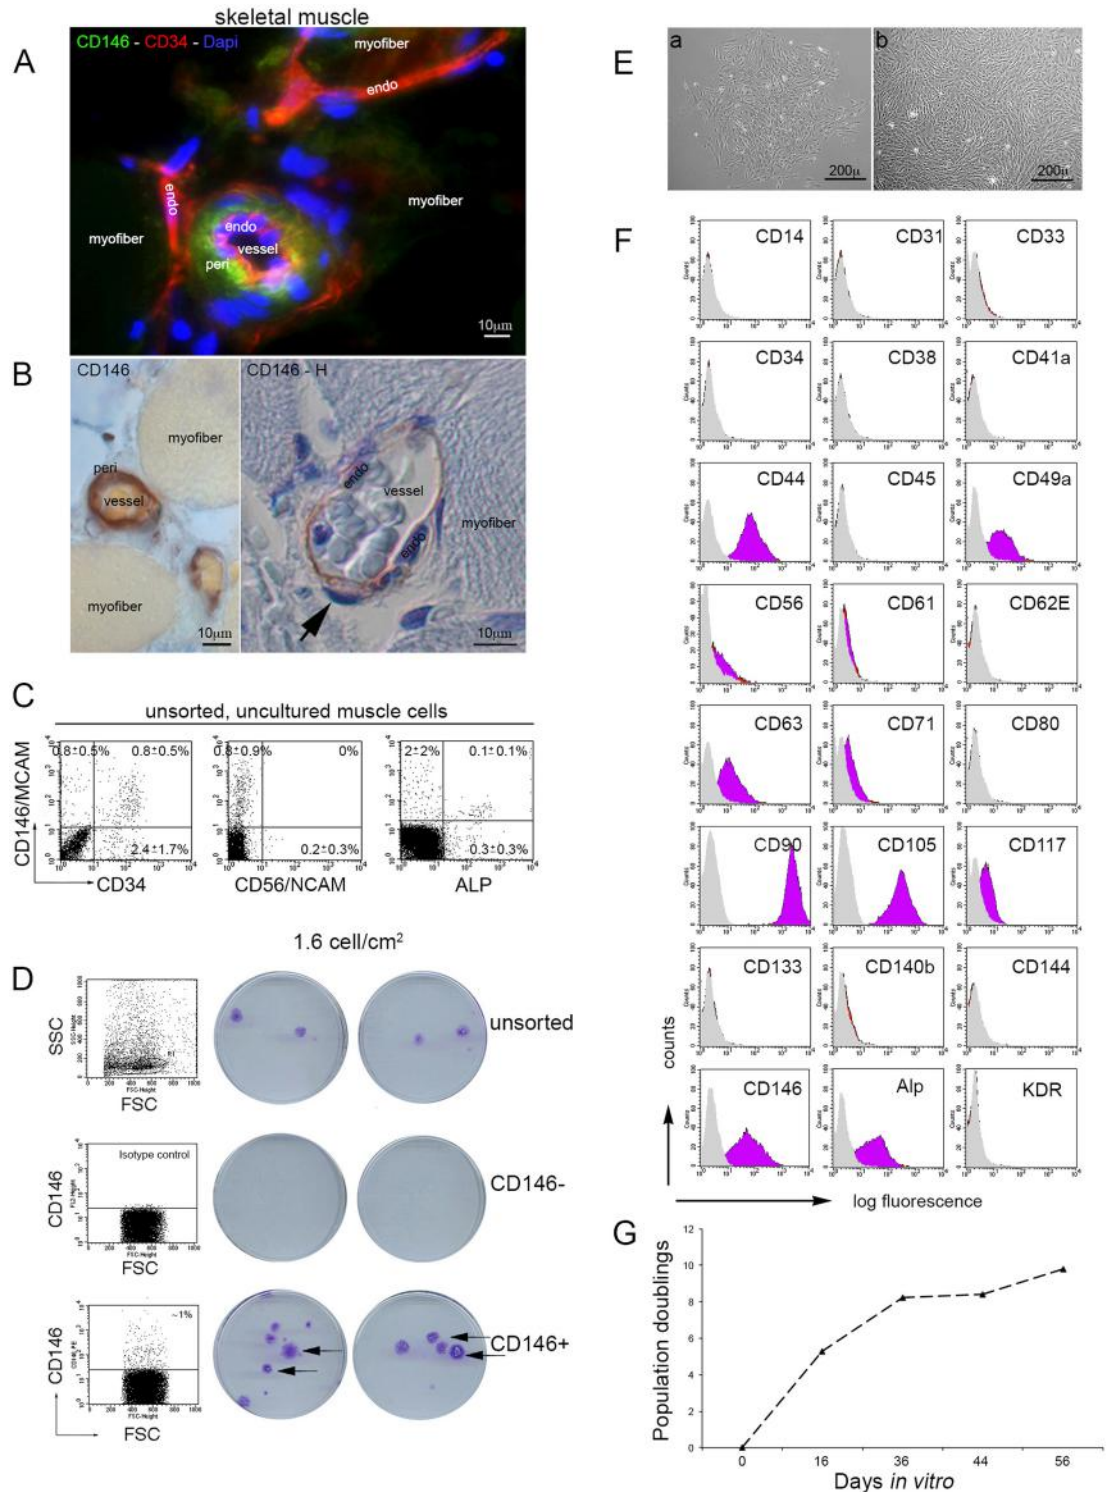 skeletal muscle
A
CD146 - CD34 - Dapi
myofiber
endo
endo
myofiber
myofiber
endo
vessel
peri
10µm
B
CD146
myofiber
peri
vessel
myofiber
10µm
CD146 - H
endo
vessel
myofiber
endo
10µm
C
unsorted, uncultured muscle cells
CD146/MCAM
0.8±0.5%
0.8±0.5%
2.4±1.7%
CD34
0.8±0.9%
0%
0.2±0.3%
CD56/NCAM
2±2%
0.1±0.1%
0.3±0.3%
ALP
1.6 cell/cm²
D
SSC
FSC-Height
FSC
unsorted
CD146
Isotype control
FSC-Height
FSC
CD146-
CD146
~1%
FSC-Height
FSC
CD146+
E
a
200µ
b
200µ
F
CD14
CD31
CD33
CD34
CD38
CD41a
CD44
CD45
CD49a
CD56
CD61
CD62E
CD63
CD71
CD80
CD90
CD105
CD117
CD133
CD140b
CD144
CD146
Alp
KDR
counts
log fluorescence
G
Population doublings
12
10
8
6
4
2
0
0 16 36 44 56
Days in vitro